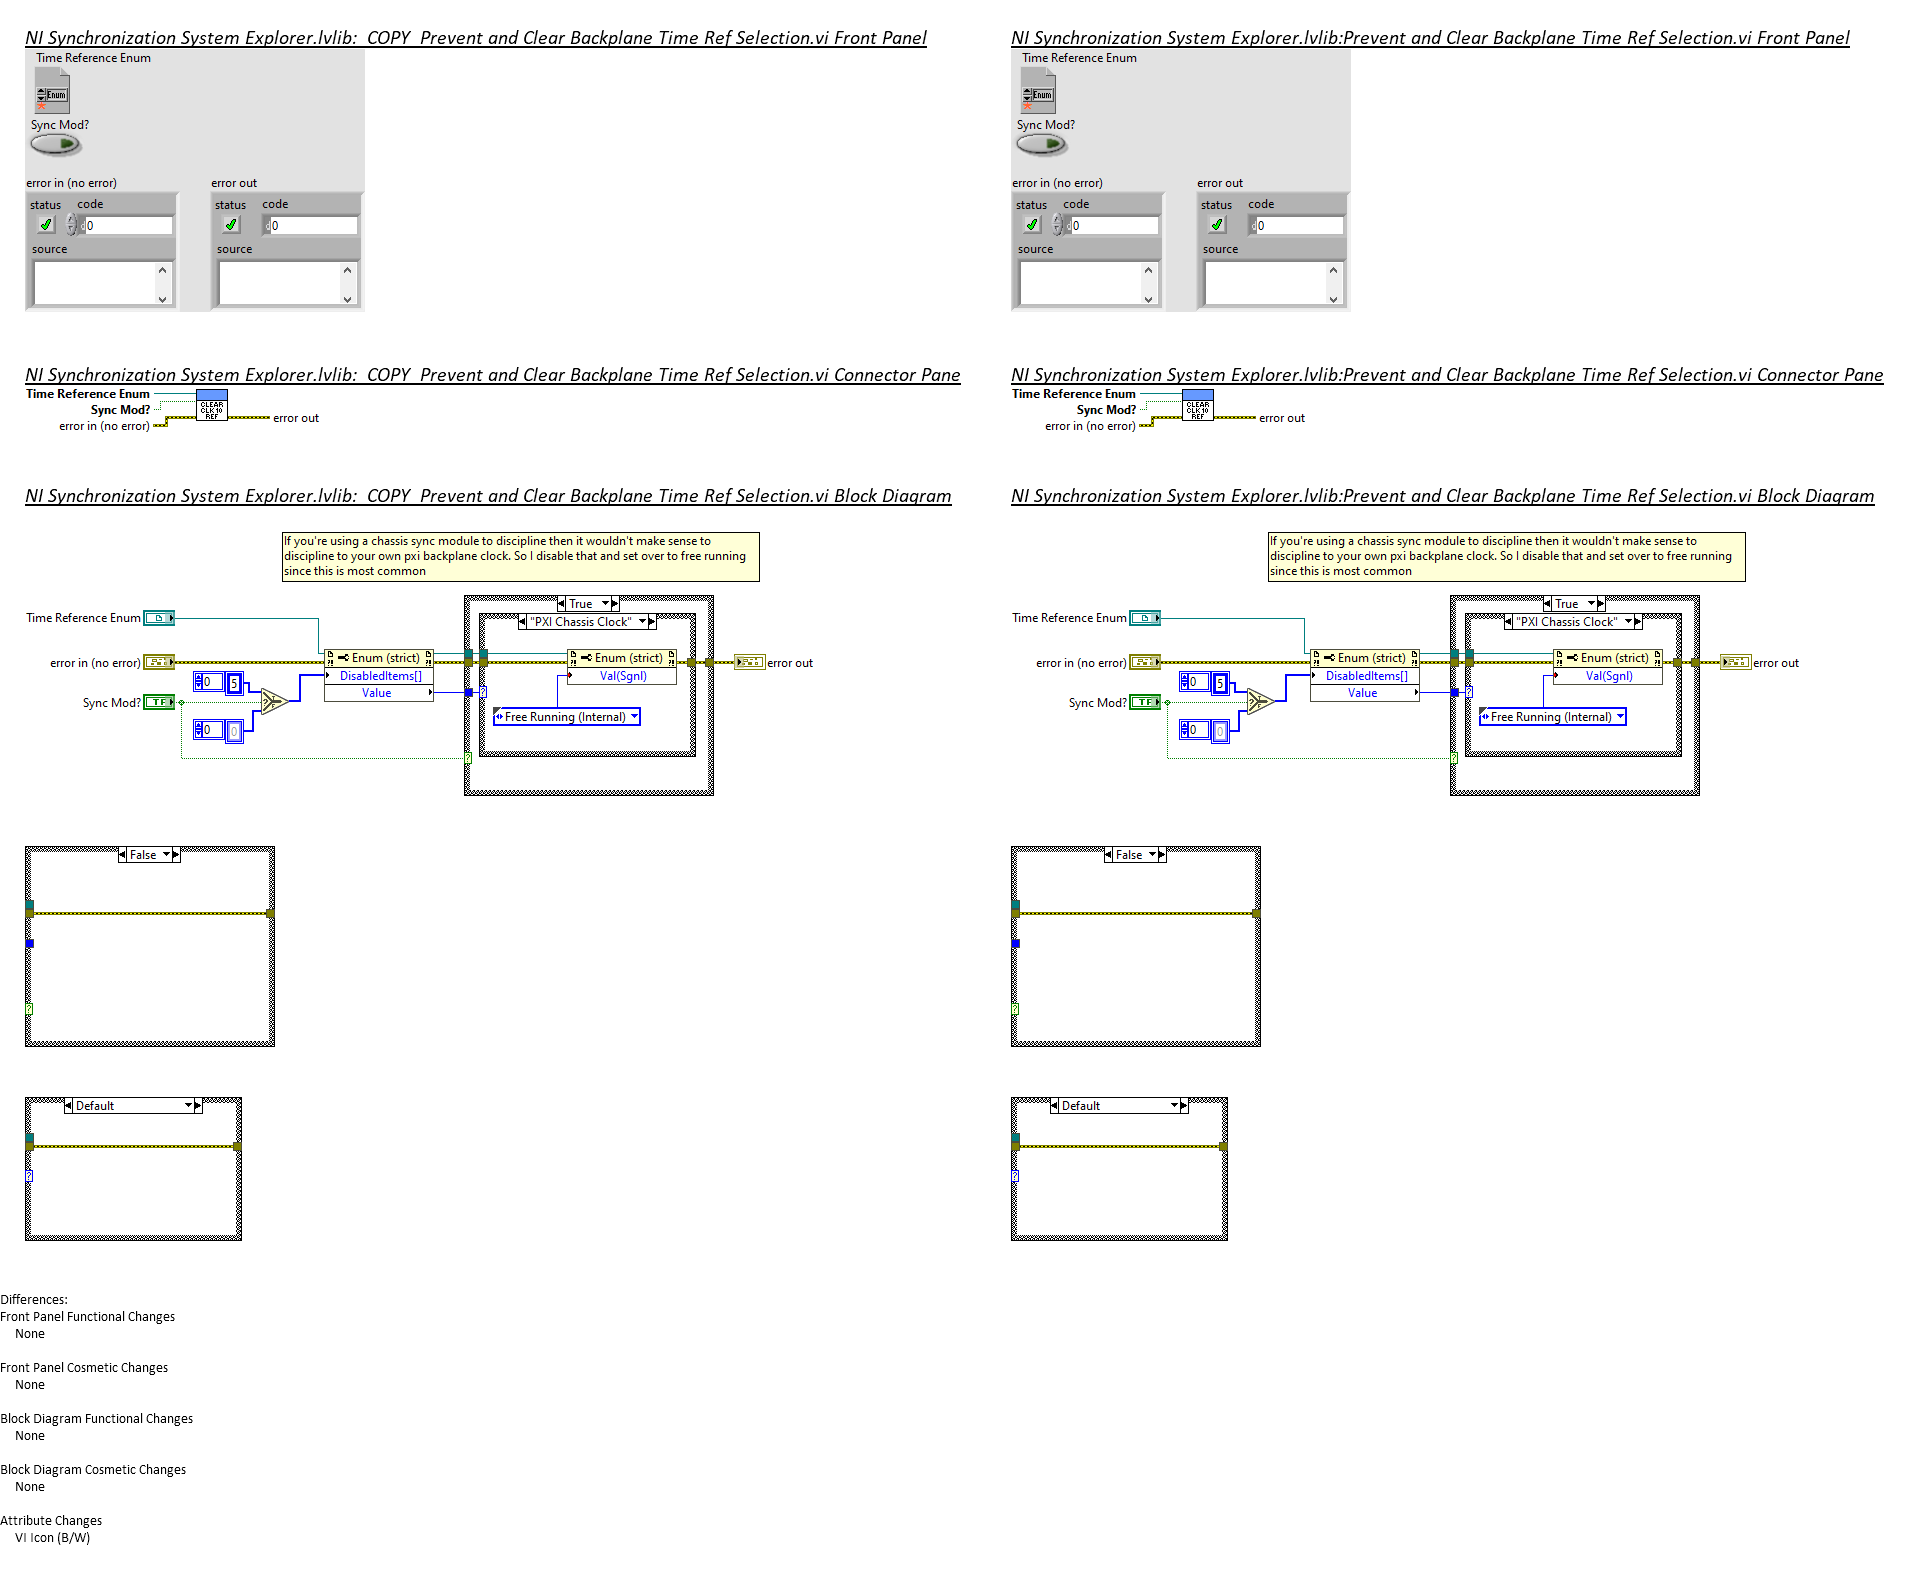 NI Synchronization System Explorer.lvlib:  COPY  Prevent and Clear Backplane Time Ref Selection.vi Front Panel
Time Reference Enum
Enum
Sync Mod?
error in (no error)
error out
status
code
0
source
status
code
0
source
NI Synchronization System Explorer.lvlib:  COPY  Prevent and Clear Backplane Time Ref Selection.vi Connector Pane
Time Reference Enum
Sync Mod?
error in (no error)
CLEAR
CLK10
REF
error out
NI Synchronization System Explorer.lvlib:  COPY  Prevent and Clear Backplane Time Ref Selection.vi Block Diagram
If you're using a chassis sync module to discipline then it wouldn't make sense to
discipline to your own pxi backplane clock. So I disable that and set over to free running
since this is most common
True
"PXI Chassis Clock"
Time Reference Enum
error in (no error)
Enum (strict)
DisabledItems[]
Value
Enum (strict)
Val(Sgnl)
error out
0
5
Sync Mod?
TF
0
0
Free Running (Internal)
False
Default
NI Synchronization System Explorer.lvlib:Prevent and Clear Backplane Time Ref Selection.vi Front Panel
Time Reference Enum
Enum
Sync Mod?
error in (no error)
error out
status
code
0
source
status
code
0
source
NI Synchronization System Explorer.lvlib:Prevent and Clear Backplane Time Ref Selection.vi Connector Pane
Time Reference Enum
Sync Mod?
error in (no error)
CLEAR
CLK10
REF
error out
NI Synchronization System Explorer.lvlib:Prevent and Clear Backplane Time Ref Selection.vi Block Diagram
If you're using a chassis sync module to discipline then it wouldn't make sense to
discipline to your own pxi backplane clock. So I disable that and set over to free running
since this is most common
True
"PXI Chassis Clock"
Time Reference Enum
error in (no error)
Enum (strict)
DisabledItems[]
Value
Enum (strict)
Val(Sgnl)
error out
0
5
Sync Mod?
TF
0
0
Free Running (Internal)
False
Default
Differences:
Front Panel Functional Changes
None
Front Panel Cosmetic Changes
None
Block Diagram Functional Changes
None
Block Diagram Cosmetic Changes
None
Attribute Changes
VI Icon (B/W)